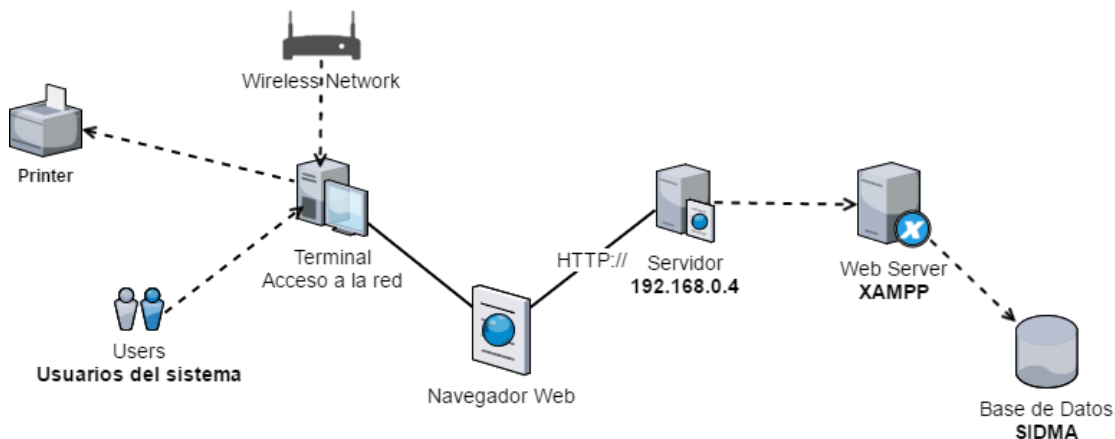 Wireless Network
Printer
Terminal
Acceso a la red
Users
Usuarios del sistema
Navegador Web
HTTP://
Servidor
192.168.0.4
Web Server
XAMPP
Base de Datos
SIDMA